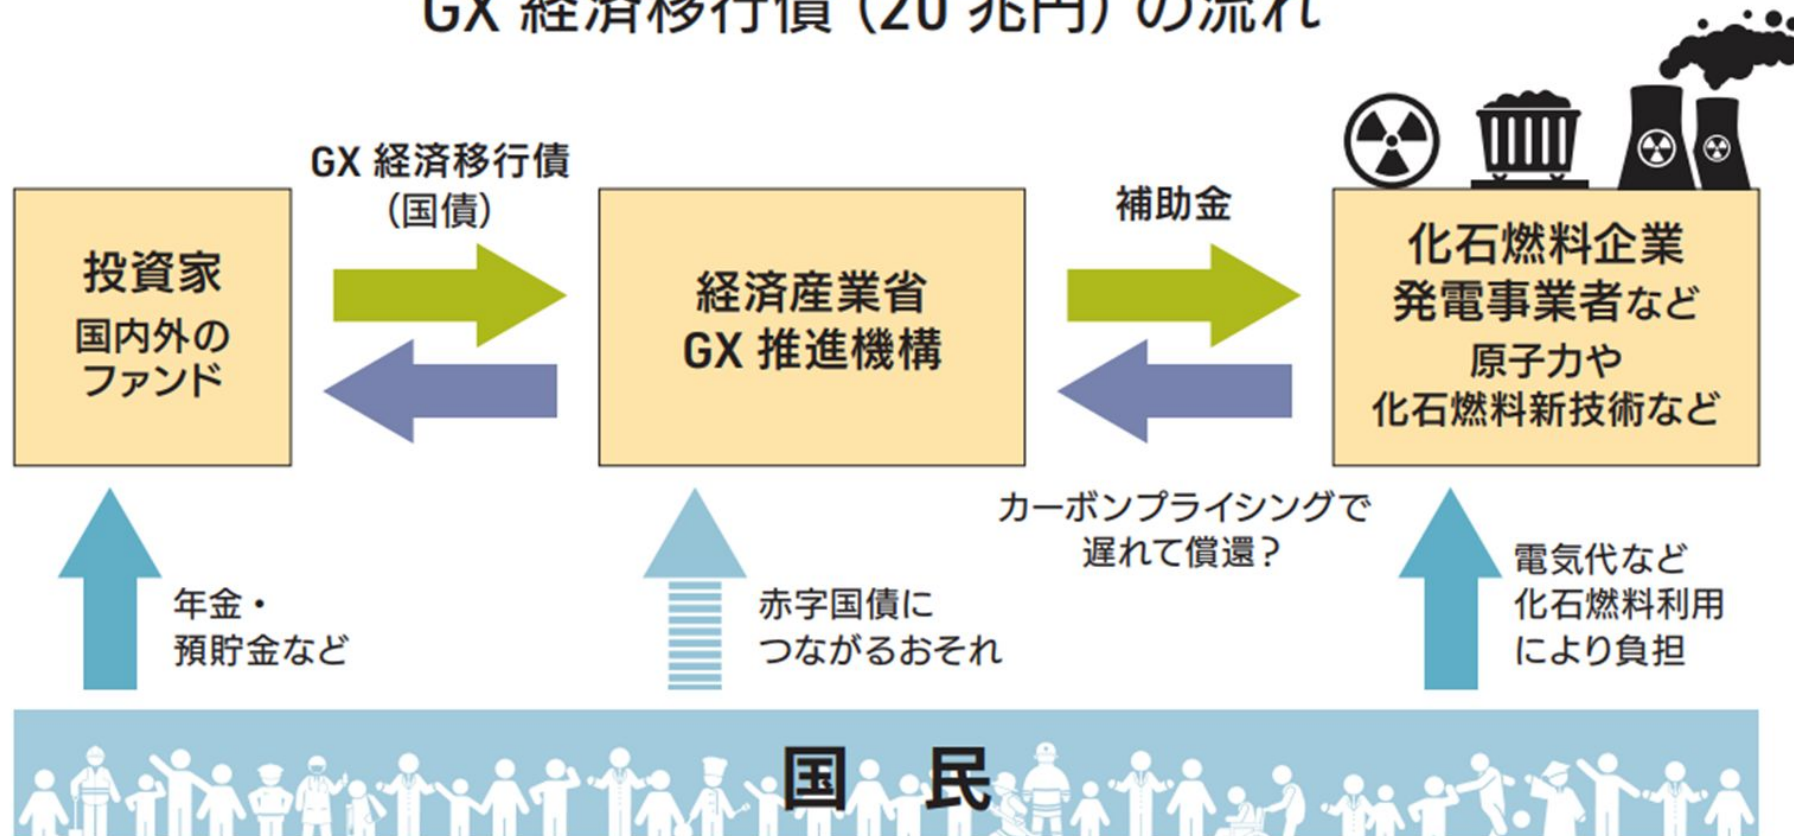 GX 経済移行債（20 兆円）の流れ
GX 経済移行債
（国債）
補助金
投資家
国内外の
ファンド
経済産業省
GX 推進機構
化石燃料企業
発電事業者など
原子力や
化石燃料新技術など
カーボンプライシングで
遅れて償還？
年金・
預貯金など
赤字国債に
つながるおそれ
電気代など
化石燃料利用
により負担
国　民